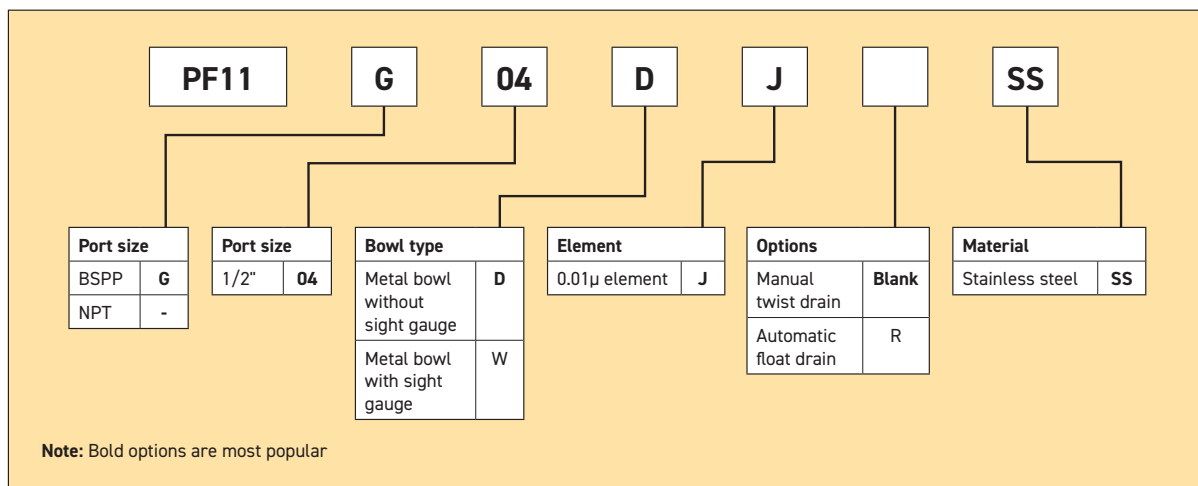 PF11 G 04 D J SS
Port size
BSPP G
NPT -
Port size
1/2" 04
Bowl type
Metal bowl D
without
sight gauge
Metal bowl W
with sight
gauge
Element
0.01µ element J
Options
Manual Blank
twist drain
Automatic R
float drain
Material
Stainless steel SS
Note: Bold options are most popular